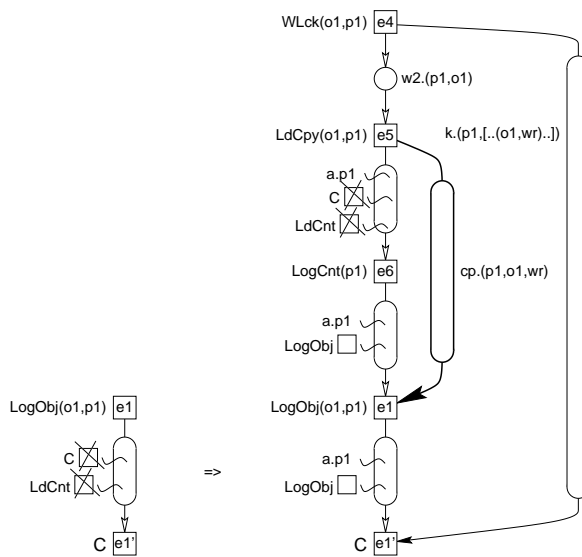 WLck(o1,p1) e4
w2.(p1,o1)
LdCpy(o1,p1) e5 k.(p1,[..(o1,wr)..])
a.p1
C
LdCnt
LogCnt(p1) e6 cp.(p1,o1,wr)
a.p1
LogObj
LogObj(o1,p1) e1 LogObj(o1,p1) e1
C a.p1
LdCnt => LogObj
C e1' C e1'